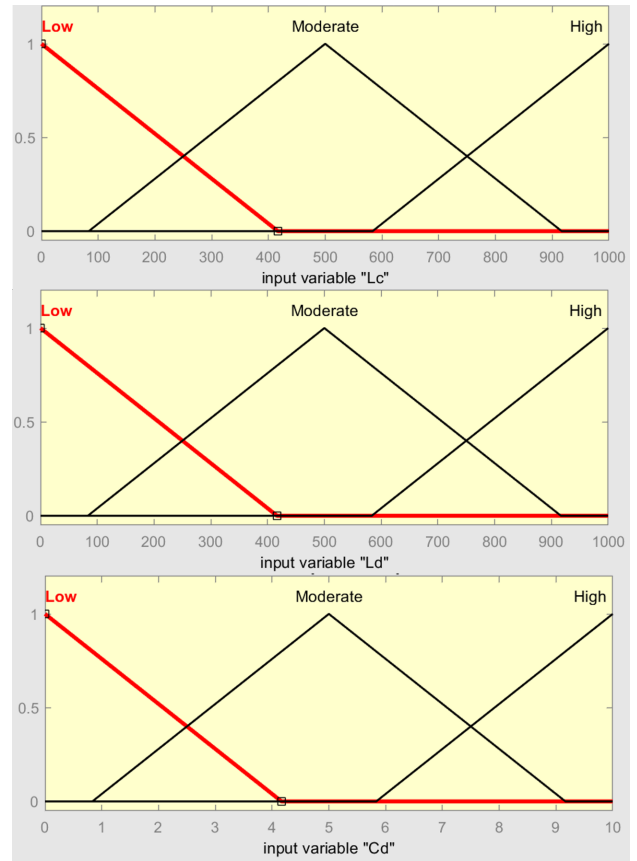 Low Moderate High
1
0.5
0
0 100 200 300 400 500 600 700 800 900 1000
input variable "Lc"
Low Moderate High
1
0.5
0
0 100 200 300 400 500 600 700 800 900 1000
input variable "Ld"
Low Moderate High
1
0.5
0
0 1 2 3 4 5 6 7 8 9 10
input variable "Cd"